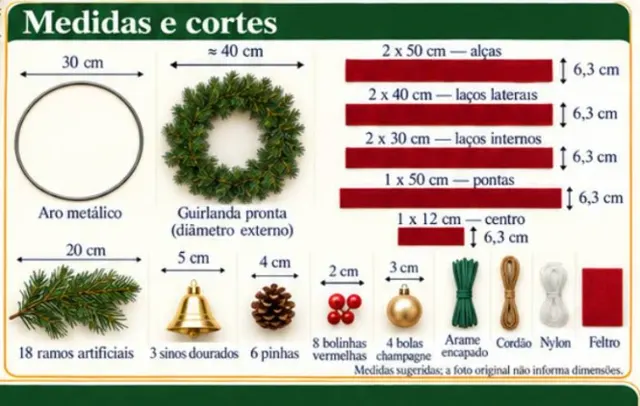 Medidas e cortes
30 cm
≈ 40 cm
2 x 50 cm — alças
6,3 cm
2 x 40 cm — laços laterais
6,3 cm
2 x 30 cm — laços internos
6,3 cm
1 x 50 cm — pontas
6,3 cm
1 x 12 cm — centro
6,3 cm
Aro metálico
Guirlanda pronta
(diâmetro externo)
20 cm
5 cm
4 cm
2 cm
3 cm
18 ramos artificiais
3 sinos dourados
6 pinhas
8 bolinhas
vermelhas
4 bolas
champagne
Arame
encapado
Cordão
Nylon
Feltro
Medidas sugeridas; a foto original não informa dimensões.